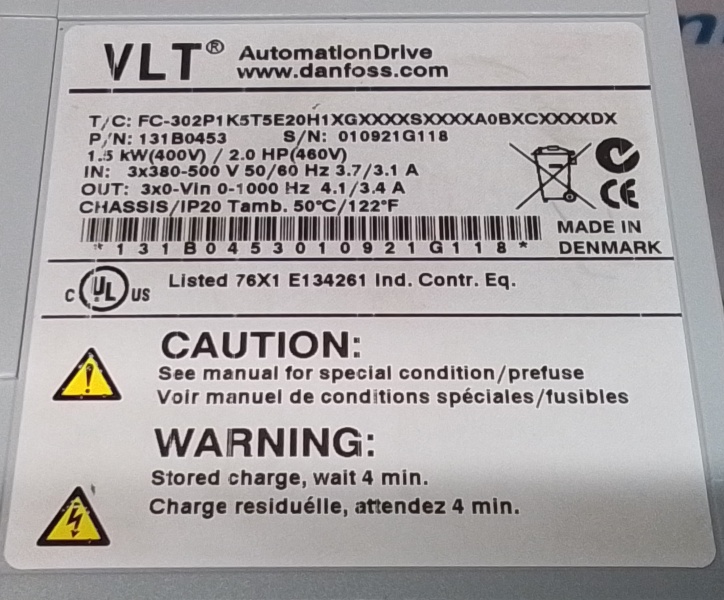 VLT® AutomationDrive
www.danfoss.com
T/C: FC-302P1K5T5E20H1XGXXXXSXXXXA0BXCXXXXDX
P/N: 131B0453 S/N: 010921G118
1.5 kW(400V) / 2.0 HP(460V)
IN: 3x380-500 V 50/60 Hz 3.7/3.1 A
OUT: 3x0-Vin 0-1000 Hz 4.1/3.4 A
CHASSIS/IP20 Tamb. 50°C/122°F
CE
*131B0453010921G118*
MADE IN
DENMARK
C UL US Listed 76X1 E134261 Ind. Contr. Eq.
CAUTION:
See manual for special condition/prefuse
Voir manuel de conditions spéciales/fusibles
WARNING:
Stored charge, wait 4 min.
Charge residuélle, attendez 4 min.